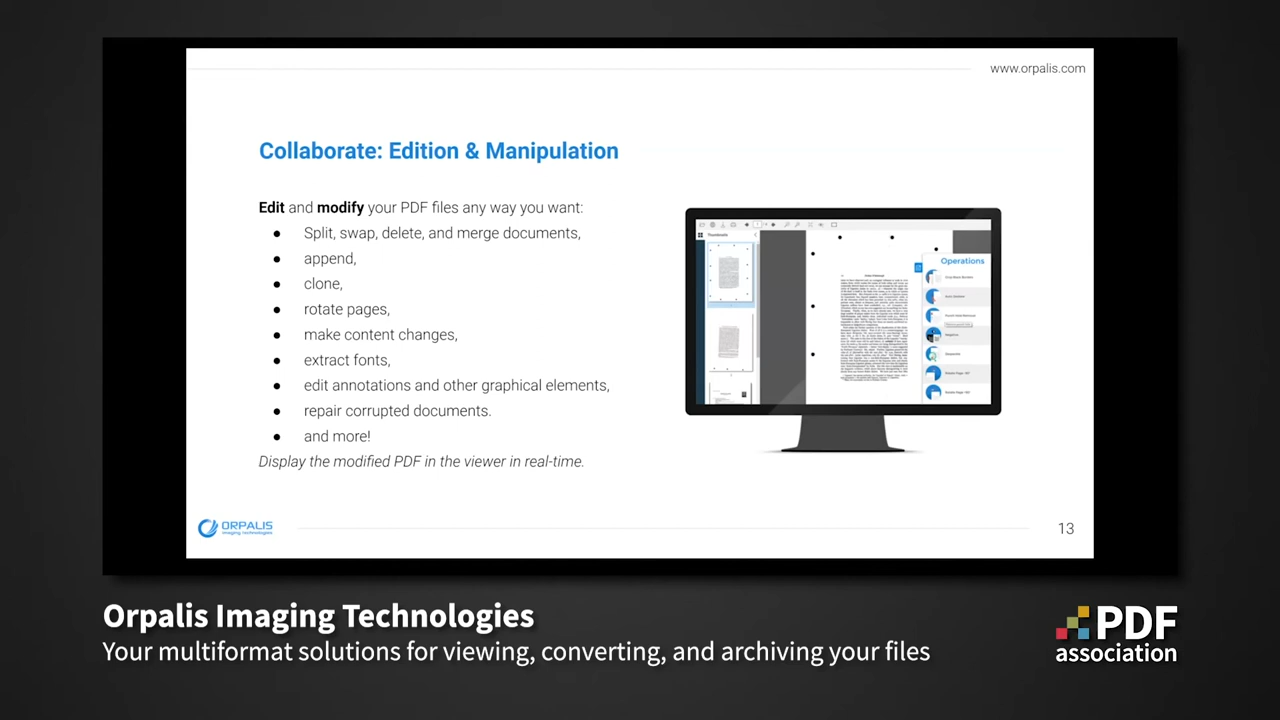 www.orpalis.com
Collaborate: Edition & Manipulation
Edit and modify your PDF files any way you want:
● Split, swap, delete, and merge documents,
● append,
● clone,
● rotate pages,
● make content changes,
● extract fonts,
● edit annotations and other graphical elements,
● repair corrupted documents.
● and more!
Display the modified PDF in the viewer in real-time.
Thumbnails
Operations
ORPALIS
Imaging Technologies
13
Orpalis Imaging Technologies
Your multiformat solutions for viewing, converting, and archiving your files
PDF
association